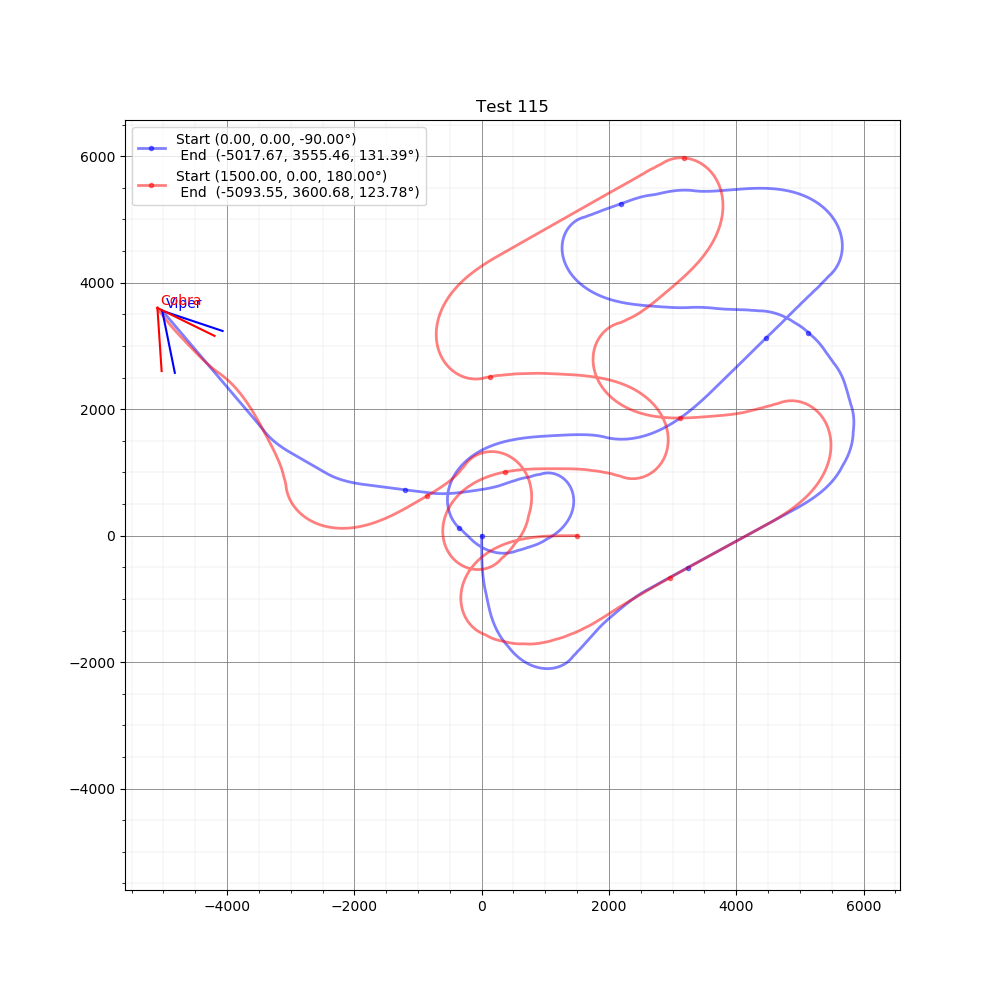 Test 115
Start (0.00, 0.00, -90.00°)
End (-5017.67, 3555.46, 131.39°)
Start (1500.00, 0.00, 180.00°)
End (-5093.55, 3600.68, 123.78°)
6000
4000
2000
0
−2000
−4000
Cobra
Viper
−4000
−2000
0
2000
4000
6000